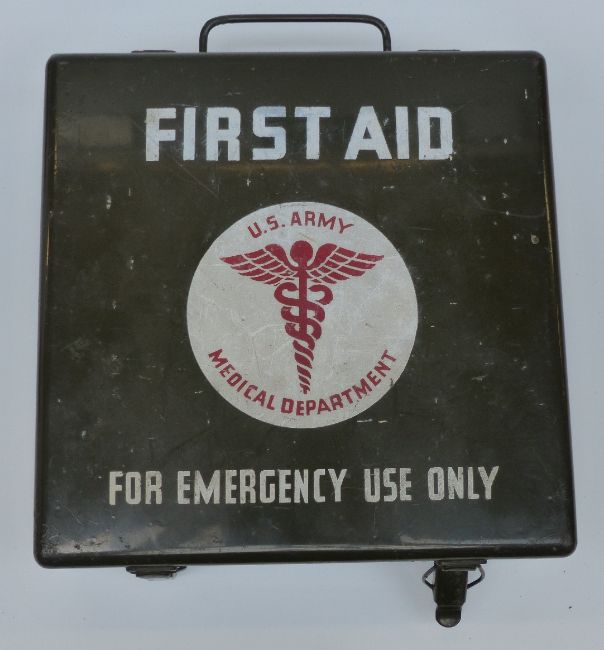 FIRST AID
U.S. ARMY
MEDICAL DEPARTMENT
FOR EMERGENCY USE ONLY